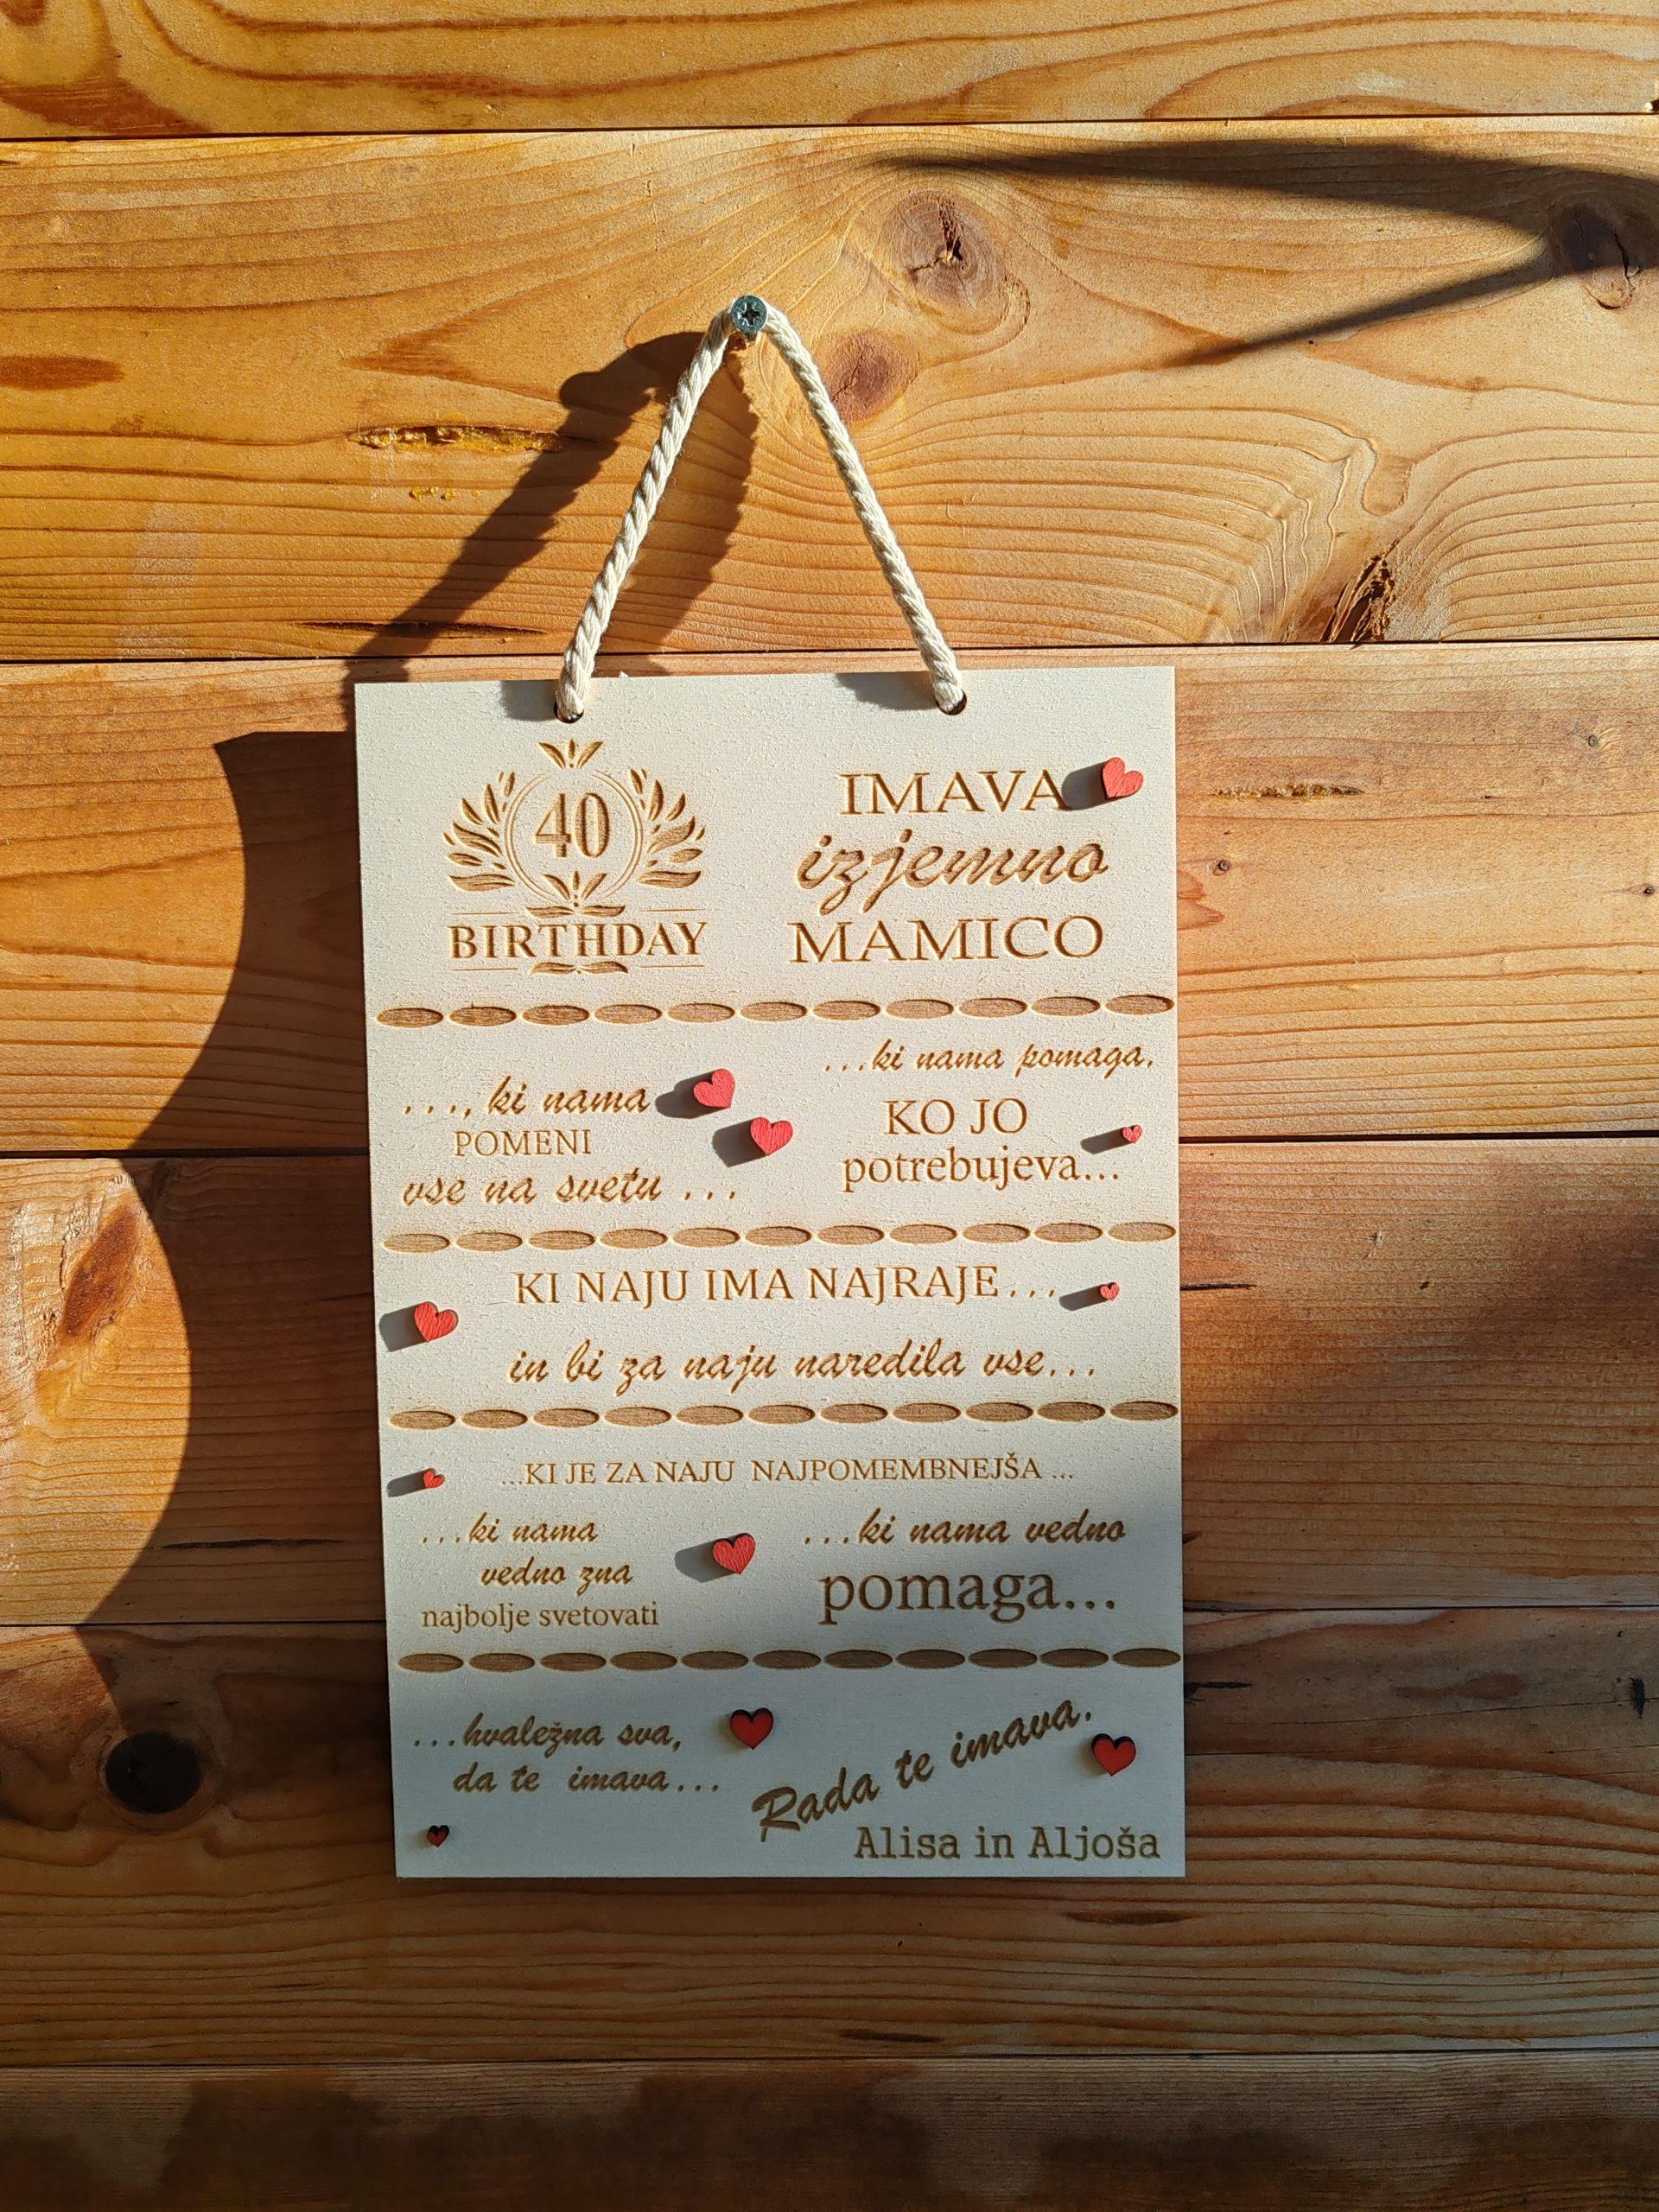 40
BIRTHDAY
IMAVA
izjemno
MAMICO
..., ki nama
POMENI
vse na svetu ...
...ki nama pomaga,
KO JO
potrebujeva...
KI NAJU IMA NAJRAJE...
in bi za naju naredila vse...
...KI JE ZA NAJU NAJPOMEMBNEJŠA ...
...ki nama
vedno zna
najbolje svetovati
...ki nama vedno
pomaga...
...hvaležna sva,
da te imava...
Rada te imava.
Alisa in Aljoša